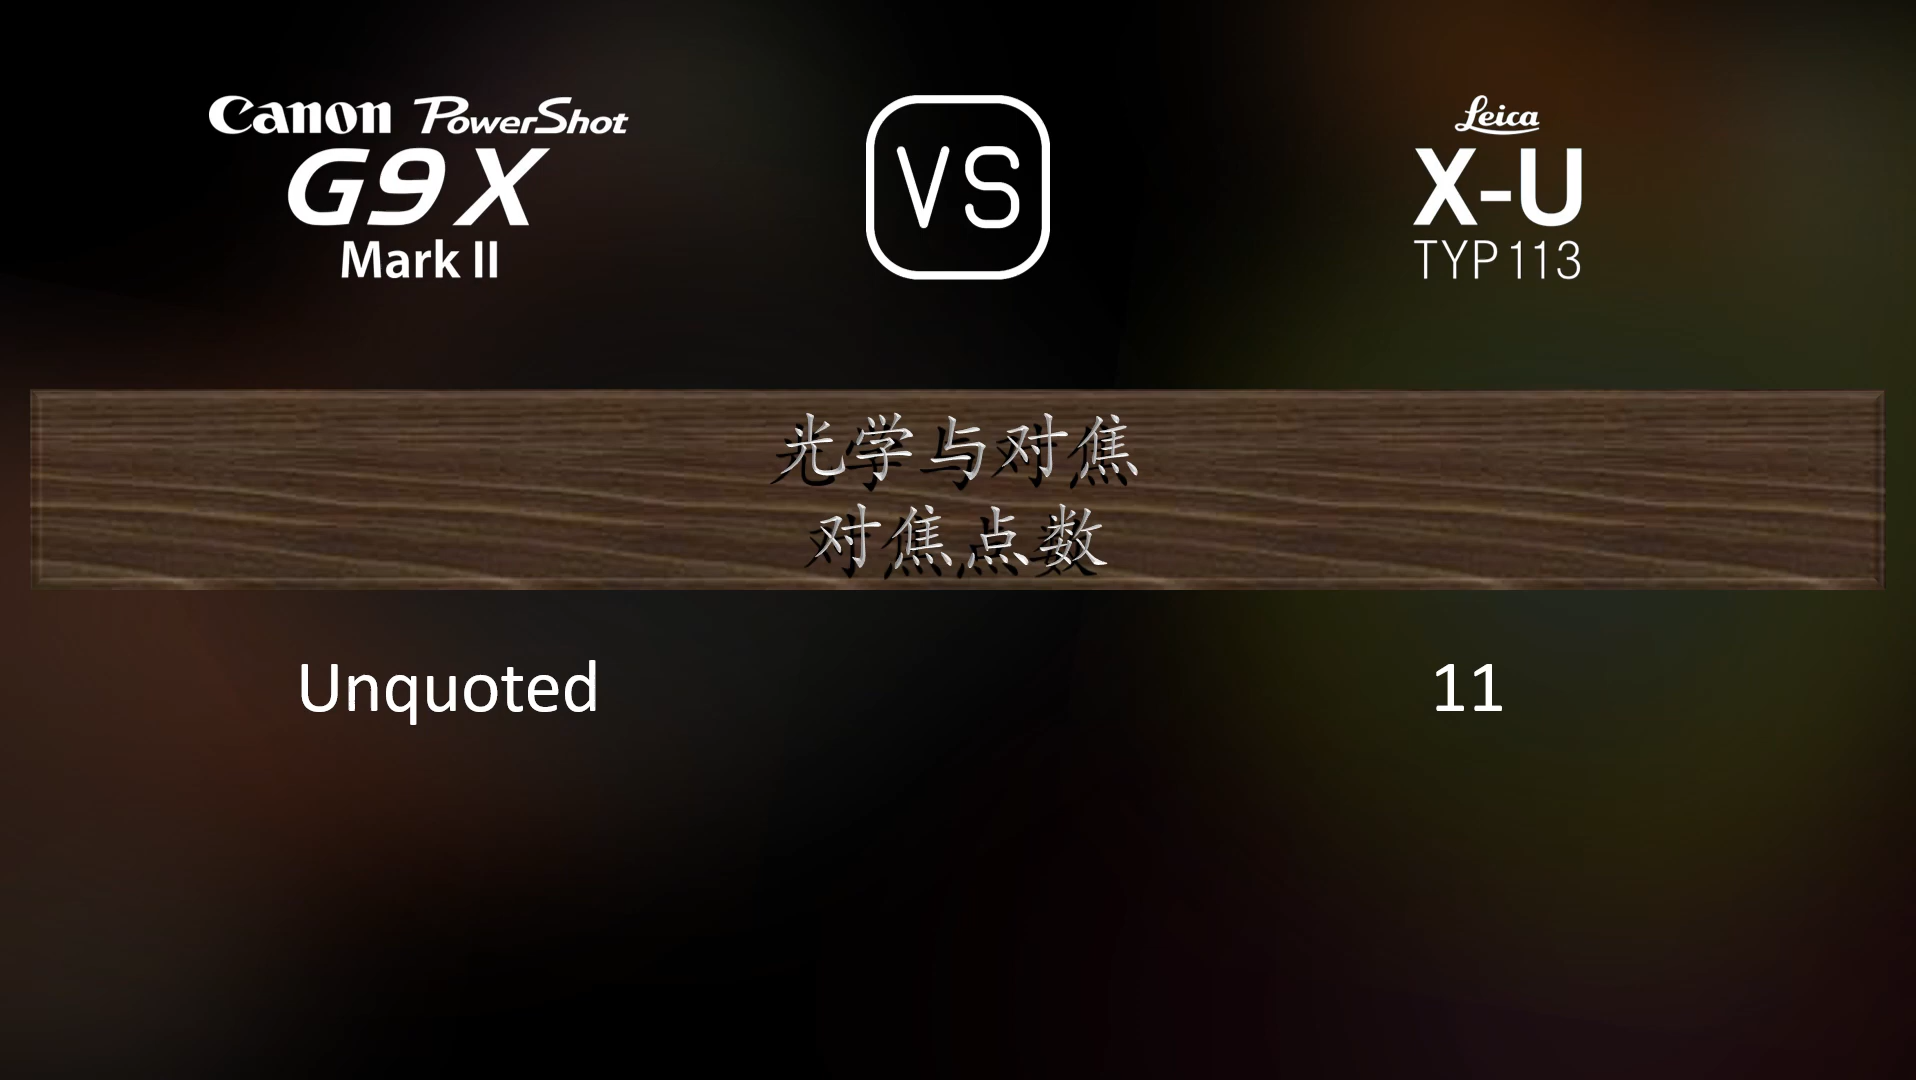 Canon PowerShot
G9 X
Mark II
VS
Leica
X-U
TYP 113
光学与对焦
对焦点数
Unquoted
11